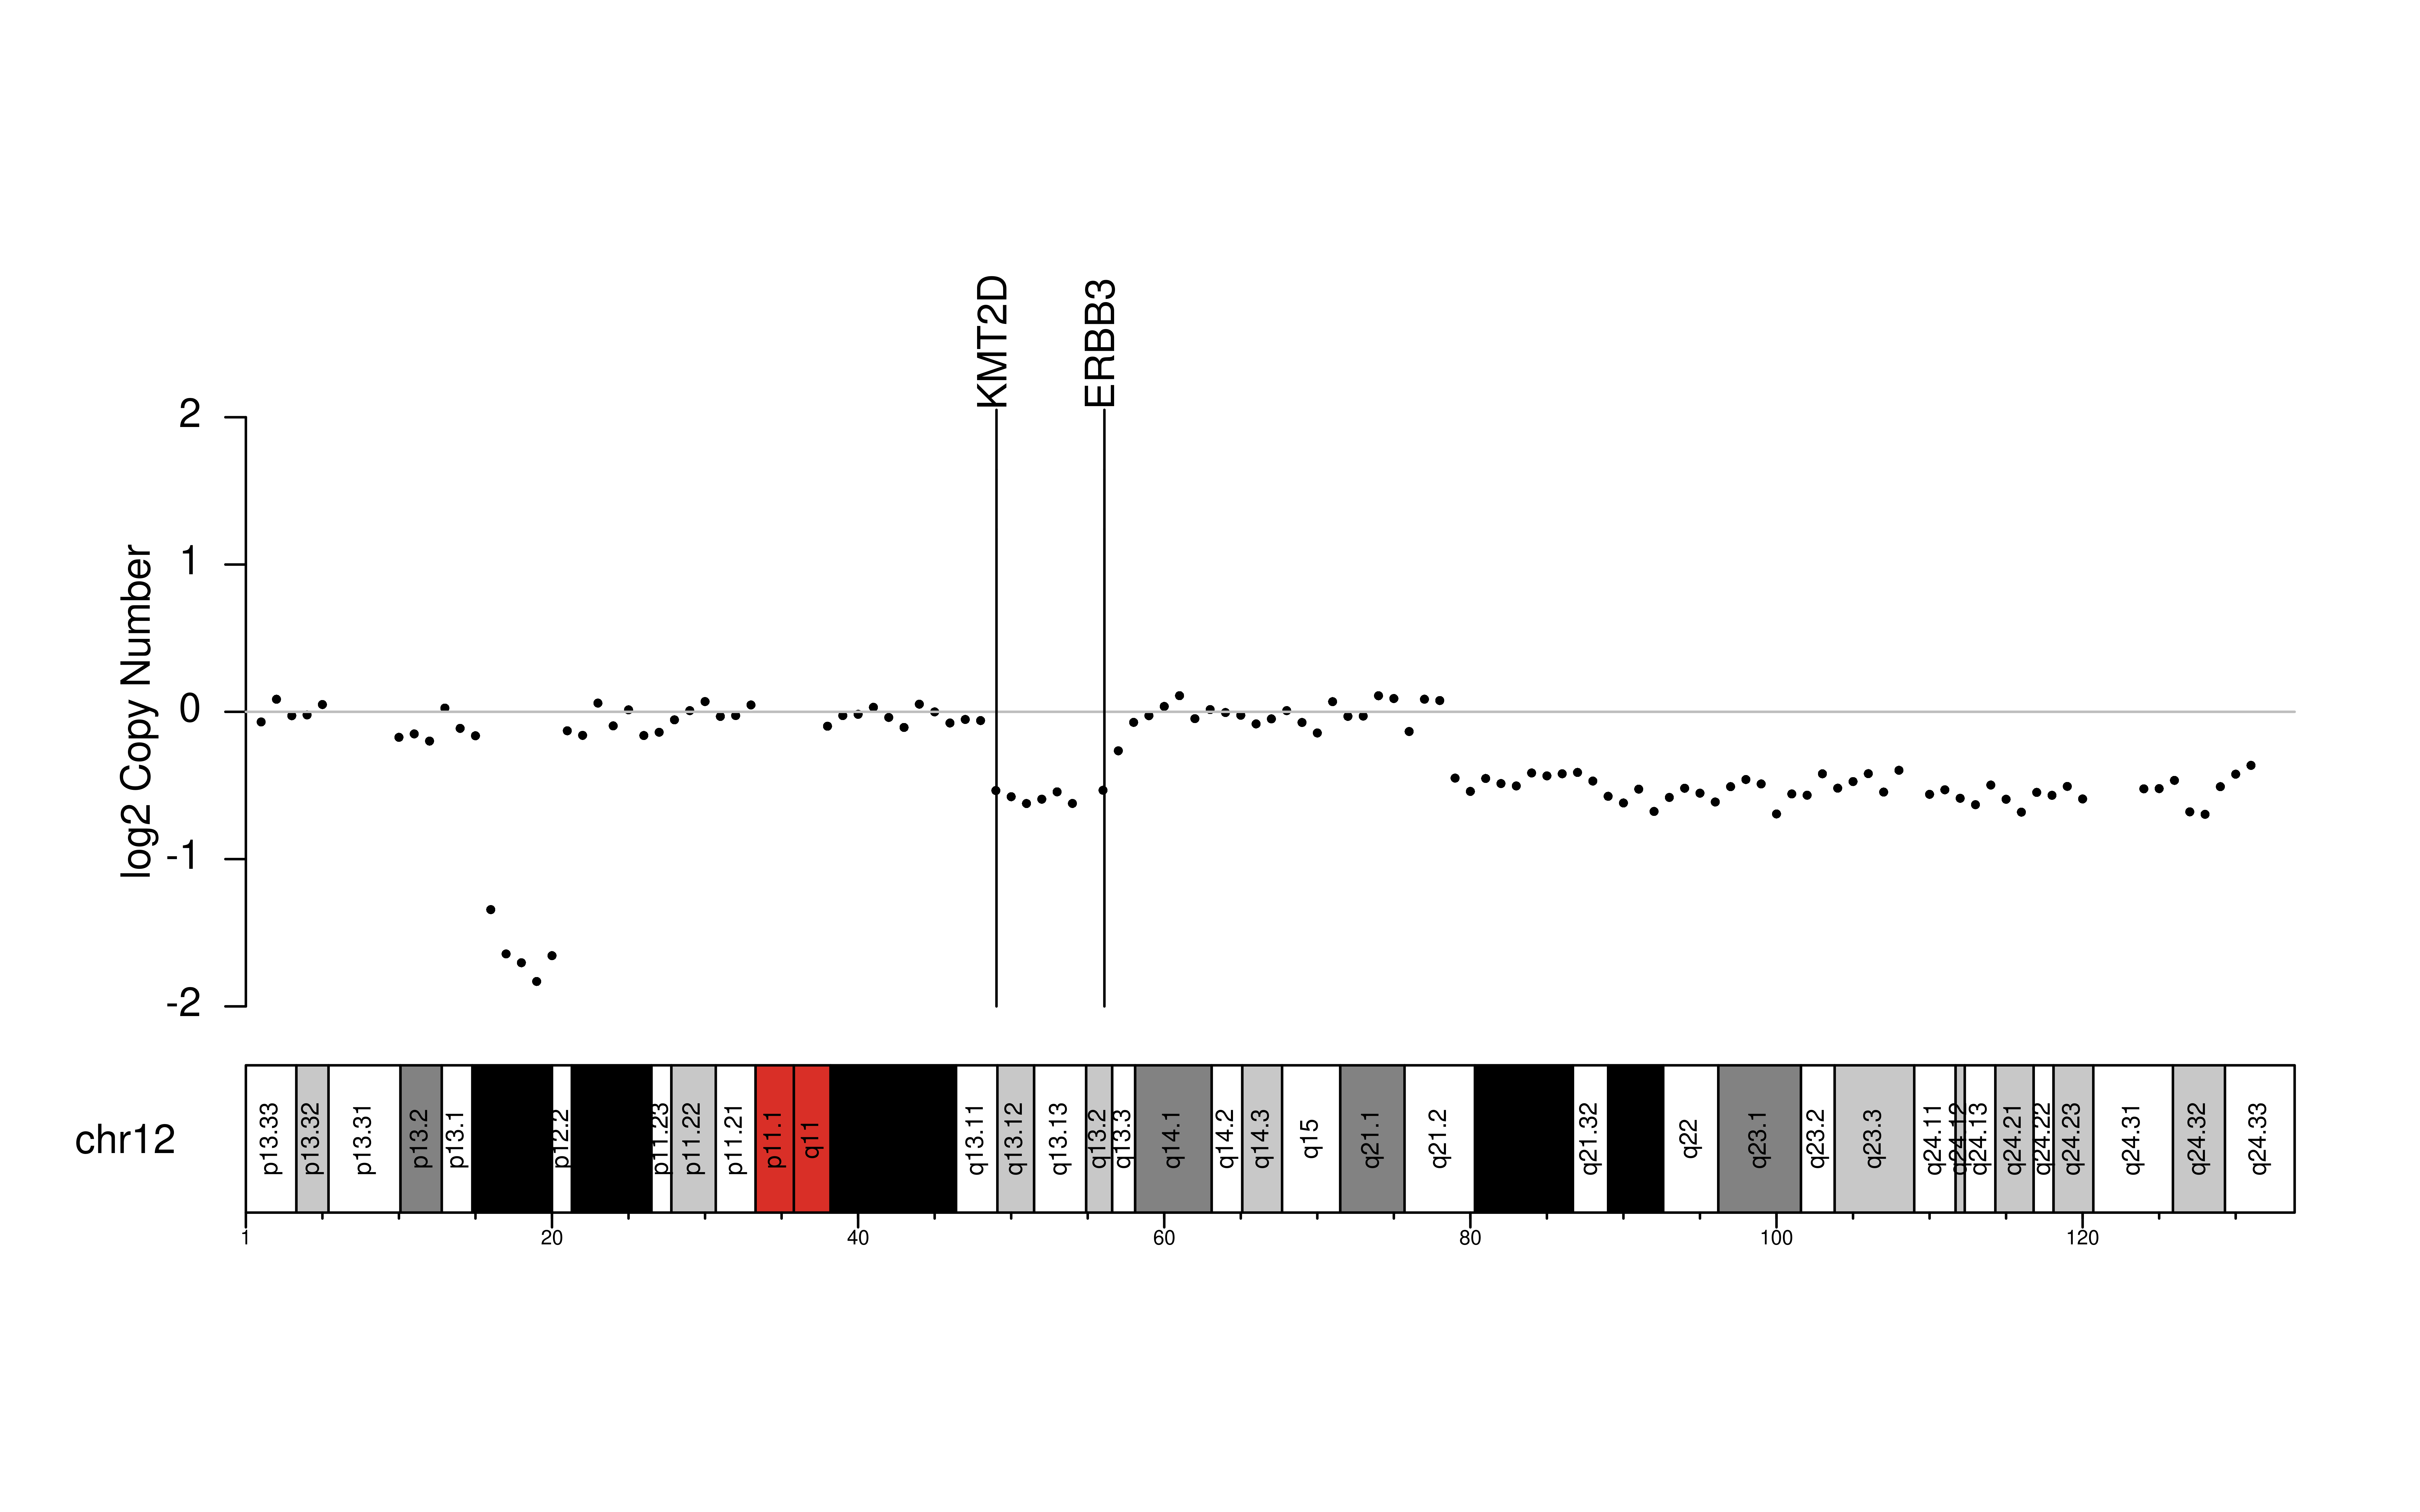 KMT2D
ERBB3
log2 Copy Number
2
1
0
-1
-2
chr12
p13.33
p13.32
p13.31
p13.2
p13.1
p12.2
p11.23
p11.22
p11.21
p11.1
q11
q13.11
q13.12
q13.13
q13.2
q13.3
q14.1
q14.2
q14.3
q15
q21.1
q21.2
q21.32
q22
q23.1
q23.2
q23.3
q24.11
q24.12
q24.13
q24.21
q24.22
q24.23
q24.31
q24.32
q24.33
1
20
40
60
80
100
120